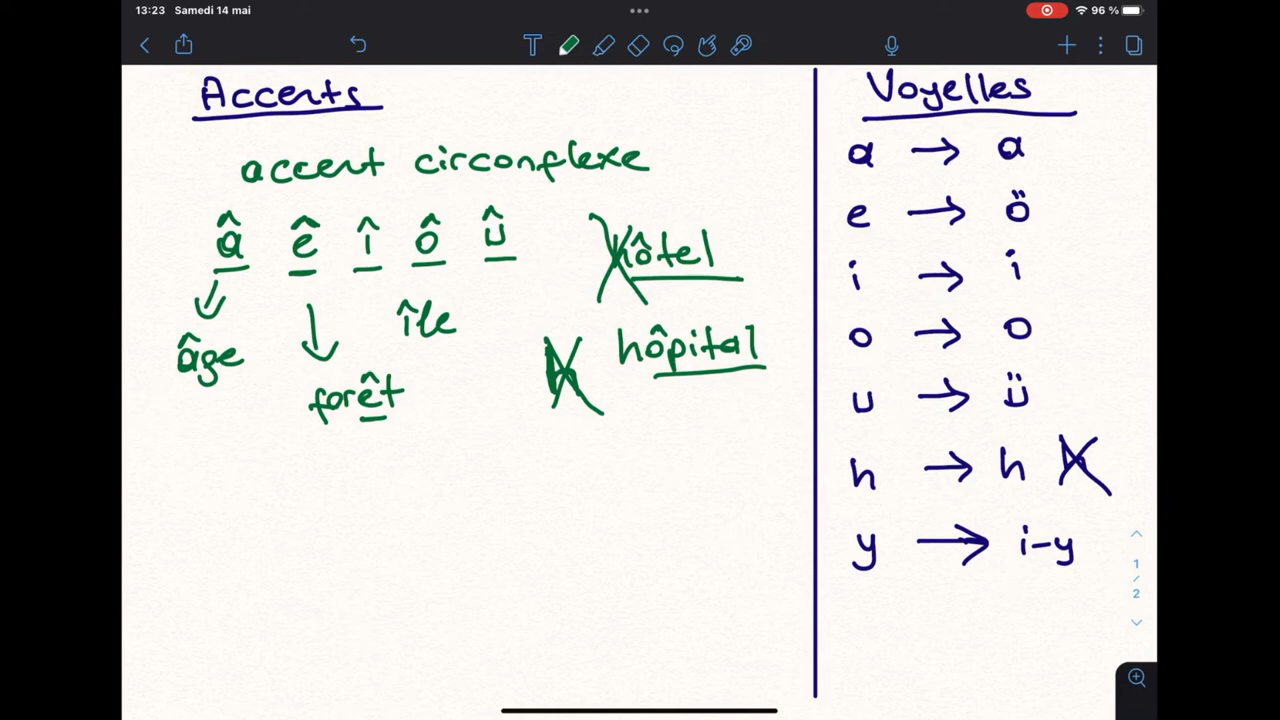 13:23 Samedi 14 mai
96 %
Accents
accent circonflexe
â ê î ô û
hôtel
âge
forêt
île
hôpital
h
Voyelles
a → a
e → ö
i → i
o → o
u → ü
h → h h
y → i-y
1
/
2